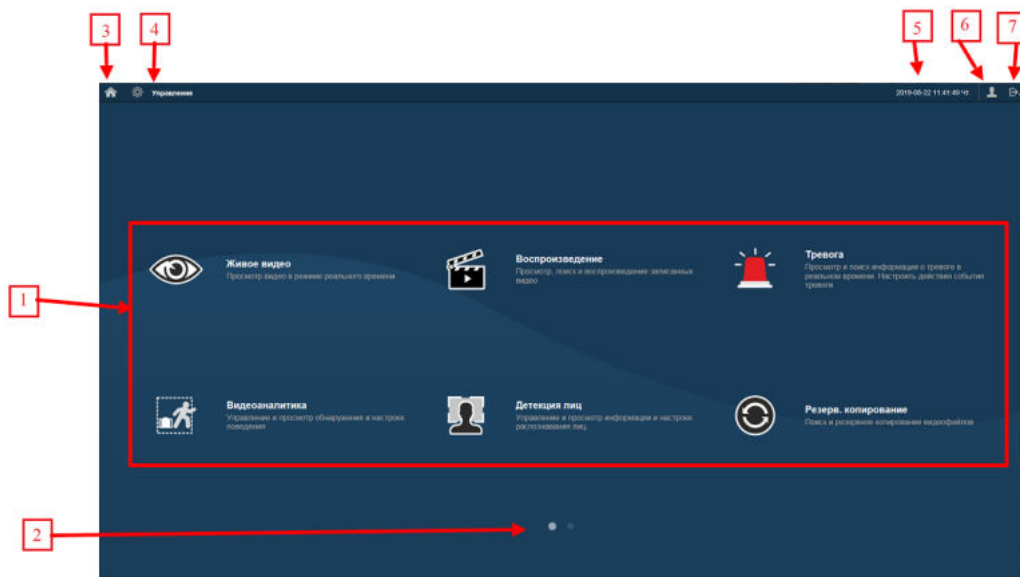 3
4
5
6
7
Управление
2019-08-22 11:41:49 Чт
Живое видео
Просмотр видео в режиме реального времени
Воспроизведение
Просмотр, поиск и воспроизведение записанных
видео
Тревога
Просмотр и поиск информации о тревоге в
реальном времени. Настроить действия события
тревоги
1
Видеоаналитика
Управление и просмотр обнаружения и настроек
поведения
Детекция лиц
Управление и просмотр информации и настроек
распознавания лиц
Резерв. копирование
Поиск и резервное копирование видеофайлов
2